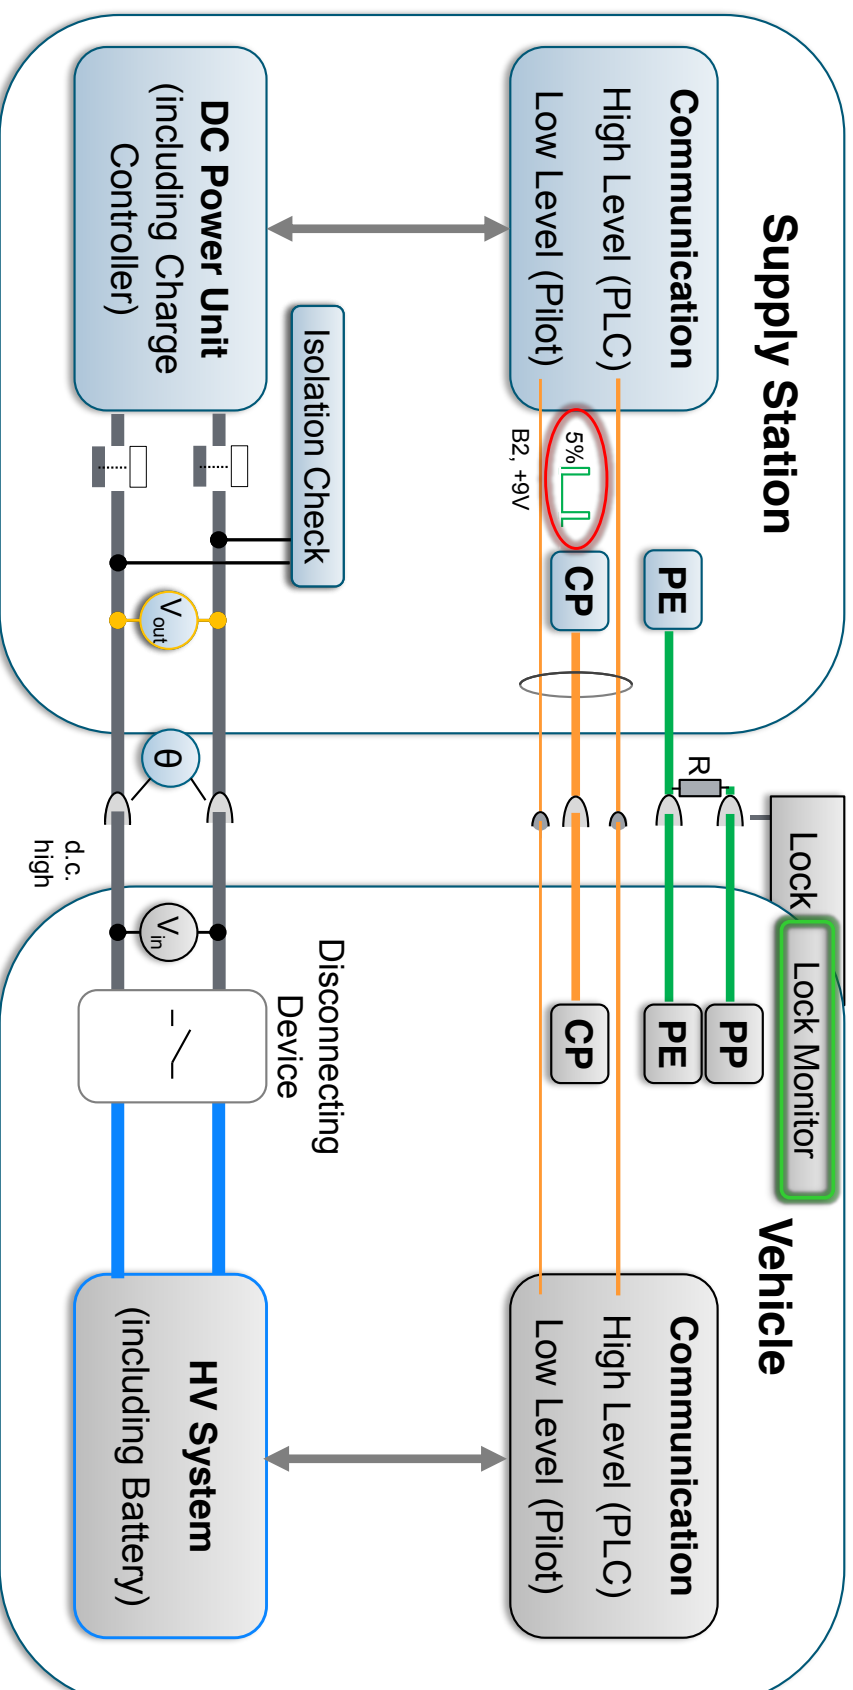 Supply Station
Vehicle
Communication
High Level (PLC)
Low Level (Pilot)
5%
B2, +9V
CP
PE
R
Lock
Lock Monitor
PP
PE
CP
Communication
High Level (PLC)
Low Level (Pilot)
Isolation Check
DC Power Unit
(including Charge
Controller)
Vout
θ
d.c.
high
Vin
Disconnecting
Device
HV System
(including Battery)